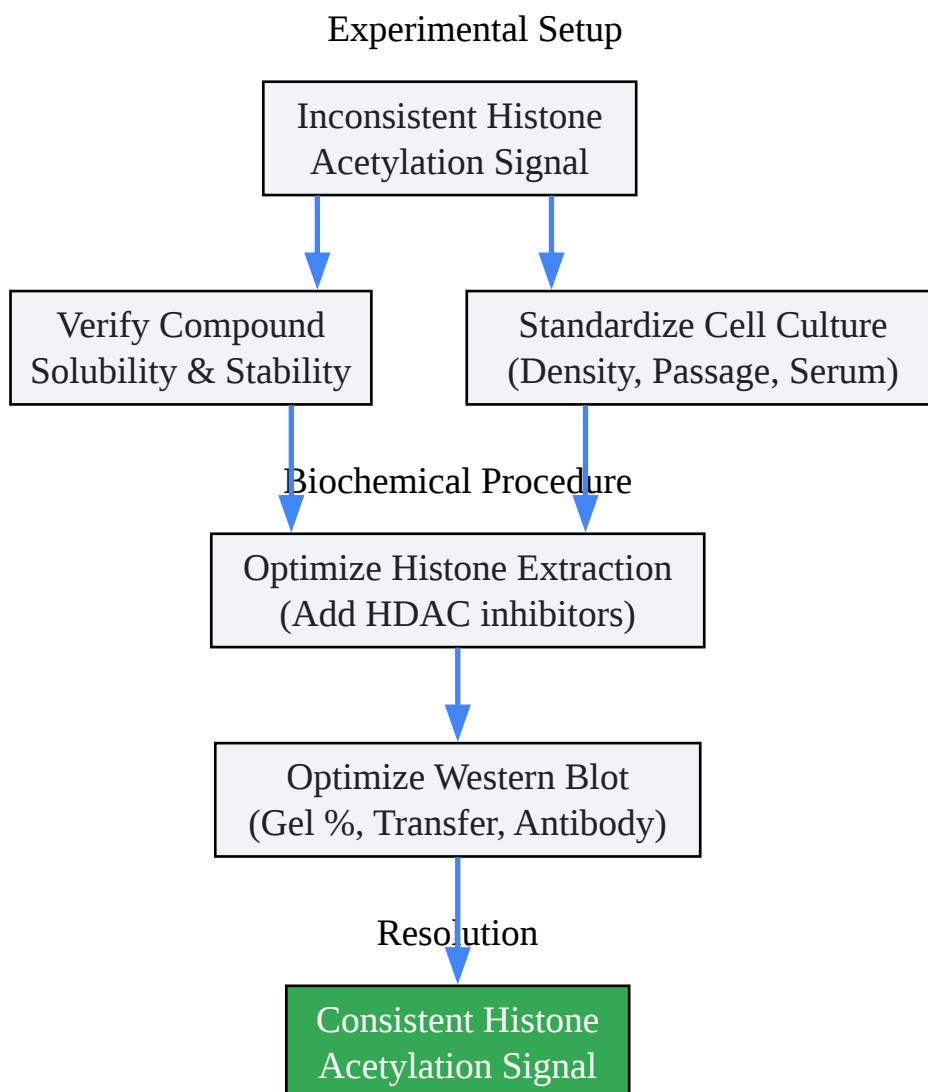 Experimental Setup
Inconsistent Histone
Acetylation Signal
Verify Compound
Solubility & Stability
Standardize Cell Culture
(Density, Passage, Serum)
Biochemical Procedure
Optimize Histone Extraction
(Add HDAC inhibitors)
Optimize Western Blot
(Gel %, Transfer, Antibody)
Resolution
Consistent Histone
Acetylation Signal